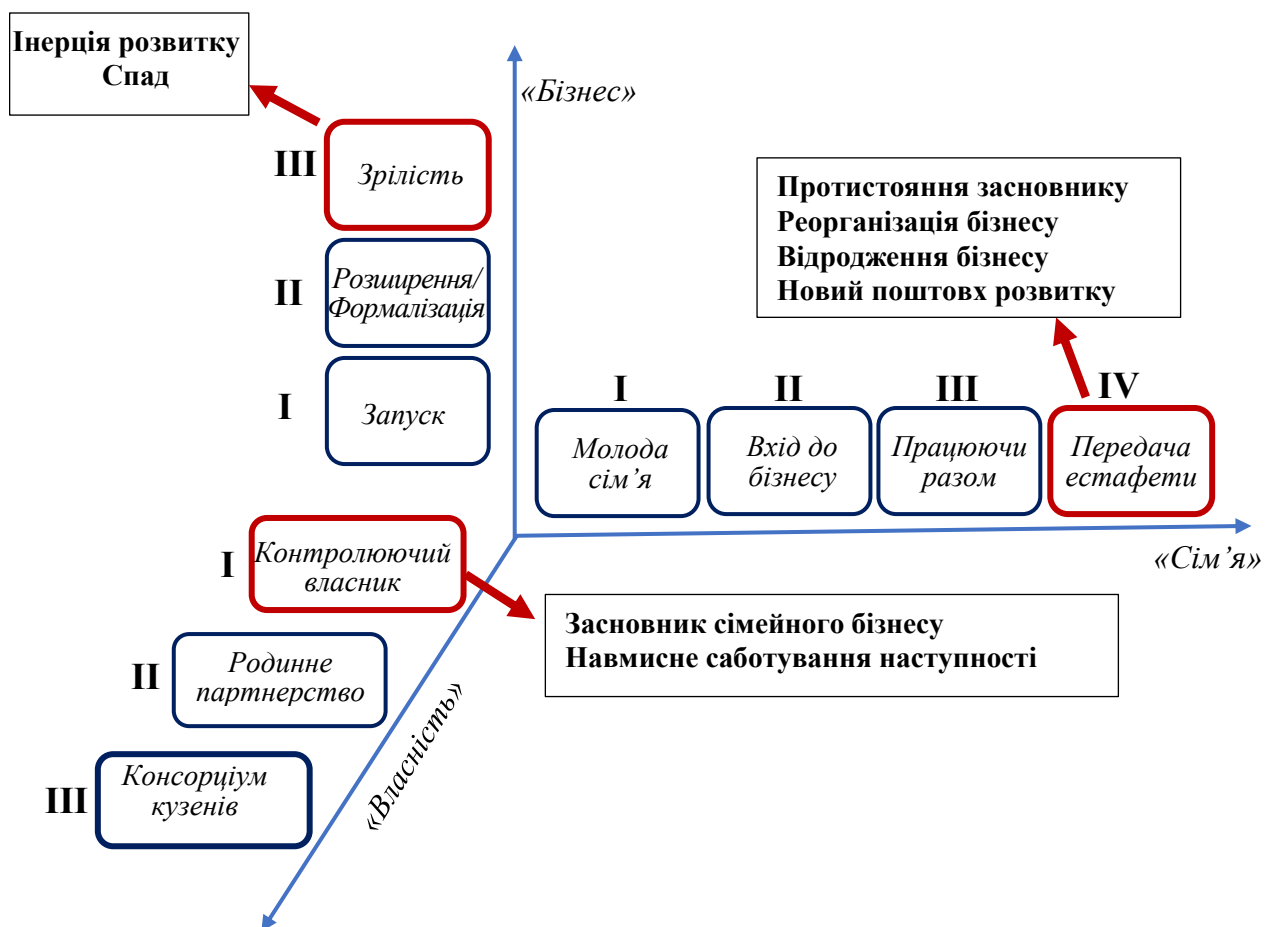 Інерція розвитку
Спад
«Бізнес»
III
Зрілість
II
Розширення/
Формалізація
I
Запуск
Протистояння засновнику
Реорганізація бізнесу
Відродження бізнесу
Новий поштовх розвитку
I
II
III
IV
Молода
сім’я
Вхід до
бізнесу
Працюючи
разом
Передача
естафети
«Сім’я»
I
Контролюючий
власник
Засновник сімейного бізнесу
Навмисне саботування наступності
II
Родинне
партнерство
«Власність»
III
Консорціум
кузенів